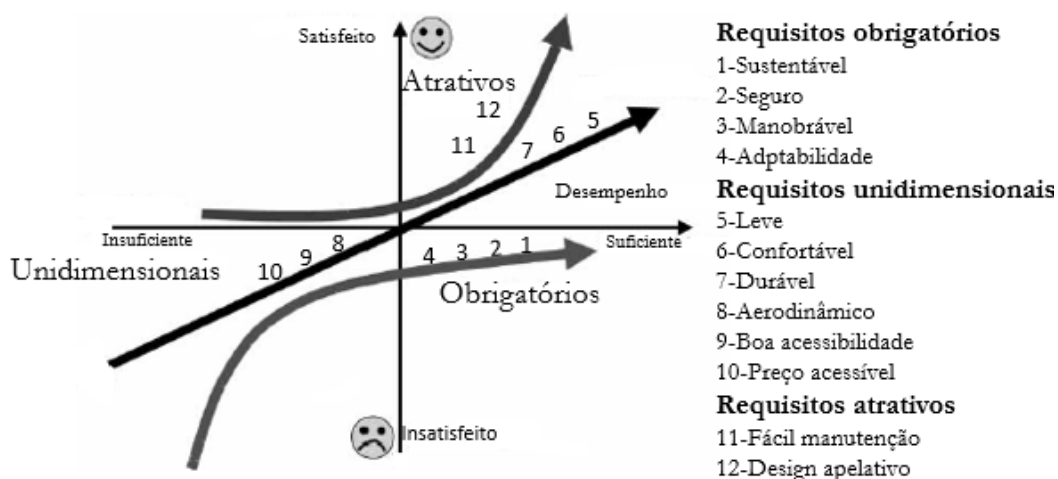 Satisfeito
Atrativos
12
11
5
6
7
Desempenho
Insuficiente
Suficiente
Unidimensionais
10
9
8
4
3
2
1
Obrigatórios
Insatisfeito
Requisitos obrigatórios
1-Sustentável
2-Seguro
3-Manobrável
4-Adptabilidade
Requisitos unidimensionais
5-Leve
6-Confortável
7-Durável
8-Aerodinâmico
9-Boa acessibilidade
10-Preço acessível
Requisitos atrativos
11-Fácil manutenção
12-Design apelativo